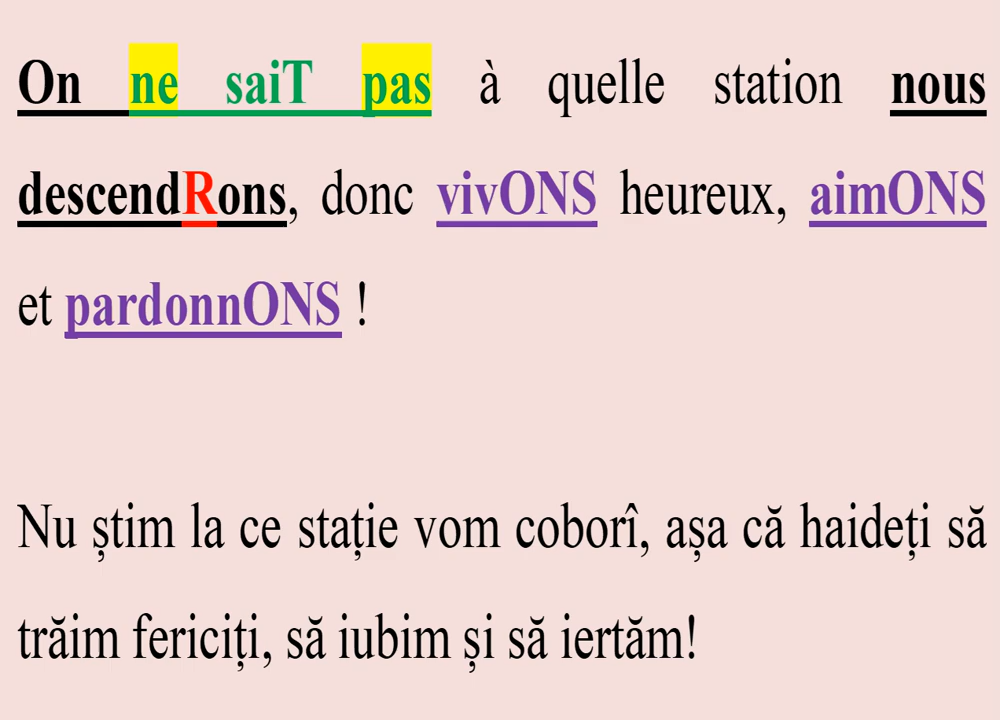 On ne saiT pas à quelle station nous
descendRons, donc vivONS heureux, aimONS
et pardonnONS !
Nu știm la ce stație vom coborî, așa că haideți să
trăim fericiți, să iubim și să iertăm!